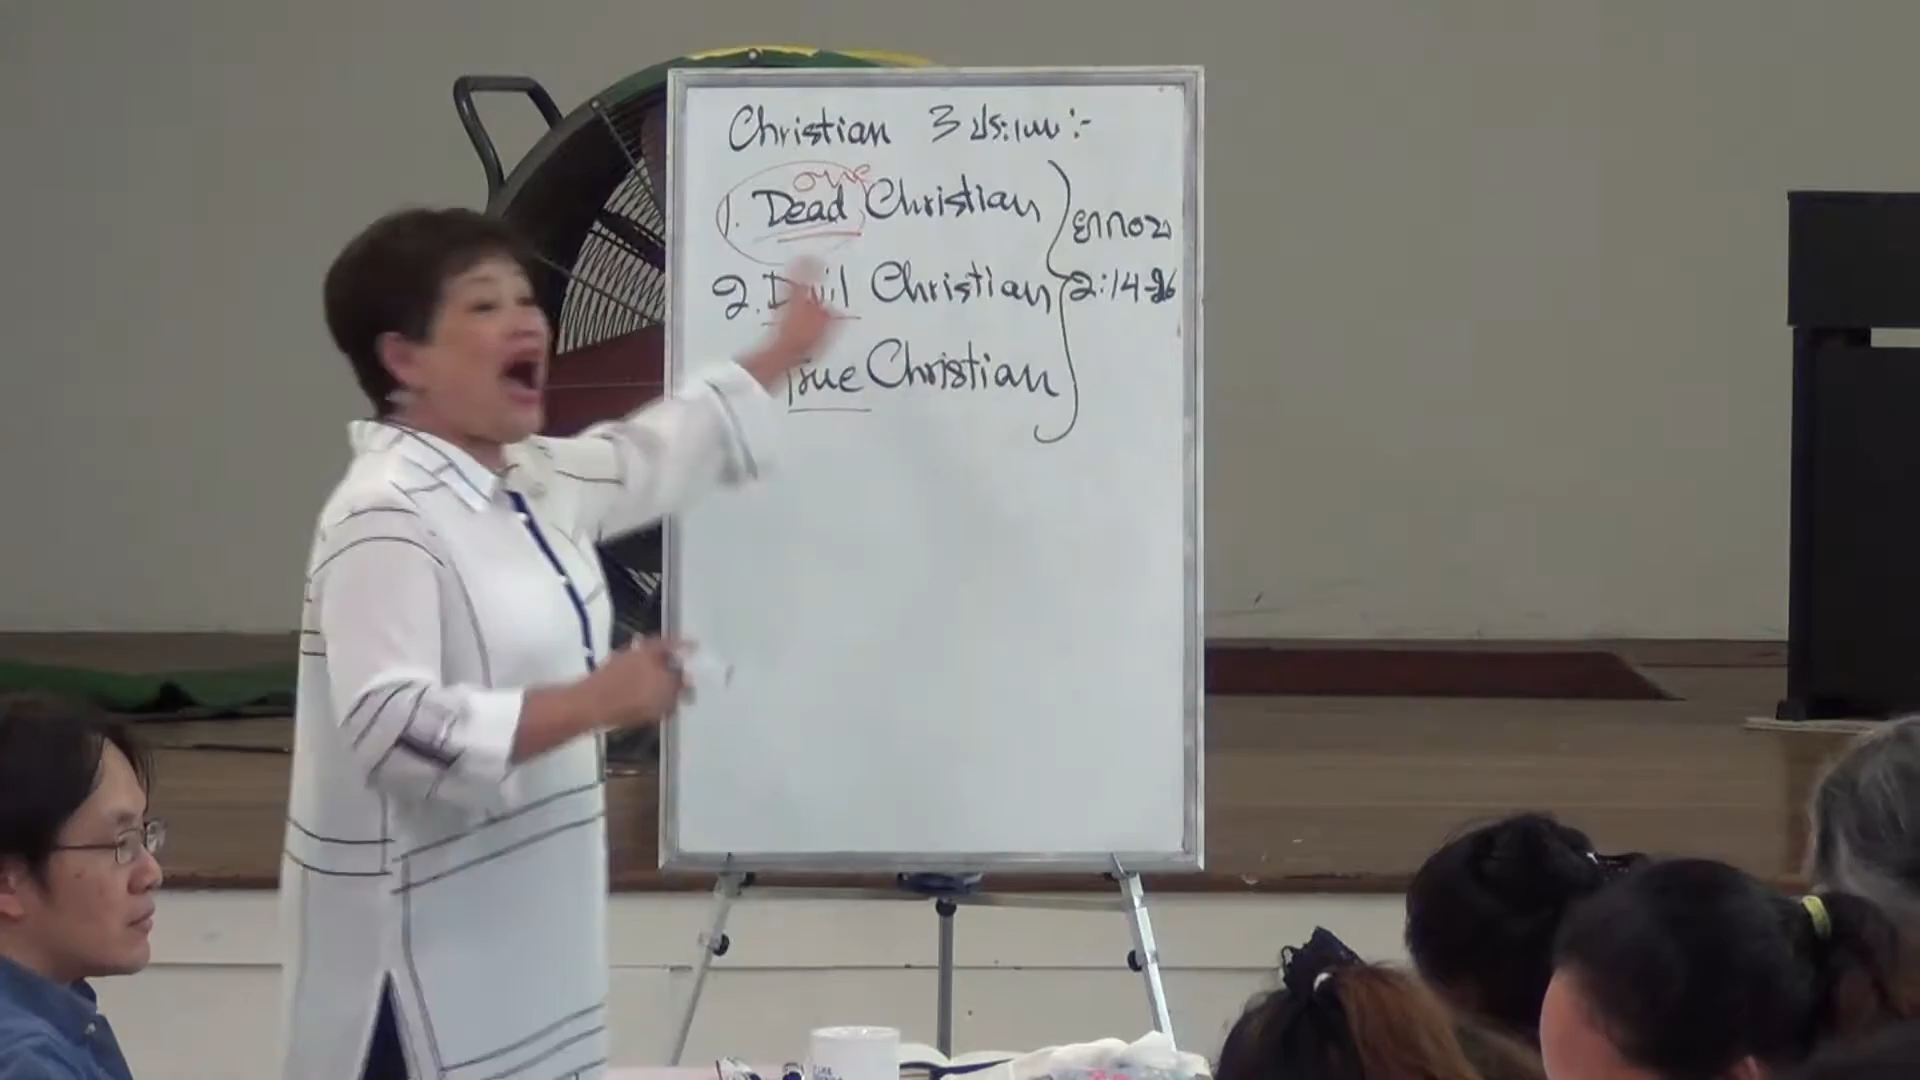 Christian 3 ประเภท :-
1. Dead Christian
2. Devil Christian
True Christian
ยากอบ
2:14-26